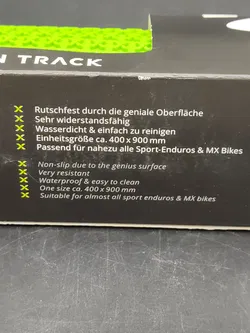 N TRACK
Rutschfest durch die geniale Oberfläche
Sehr widerstandsfähig
Wasserdicht & einfach zu reinigen
Einheitsgröße ca. 400 x 900 mm
Passend für nahezu alle Sport-Enduros & MX Bikes
Non-slip due to the genius surface
Very resistant
Waterproof & easy to clean
One size ca. 400 x 900 mm
Suitable for almost all sport enduros & MX bikes